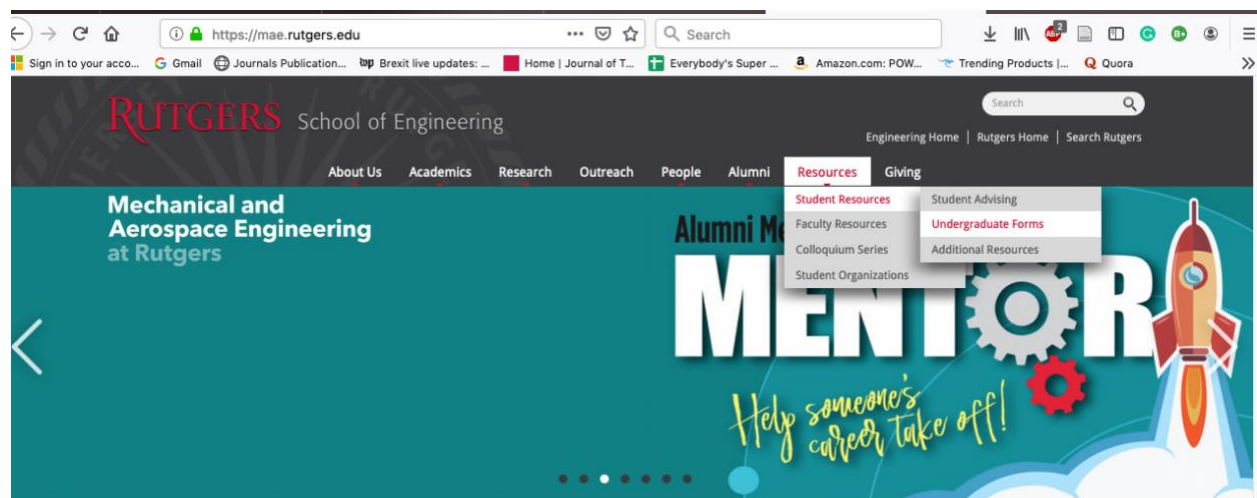 https://mae.rutgers.edu
Search
2
Sign in to your acco...
Gmail
Journals Publication...
Brexit live updates: ...
Home | Journal of T...
Everybody's Super ...
Amazon.com: POW...
Trending Products |...
Quora
RUTGERS School of Engineering
Search
Engineering Home | Rutgers Home | Search Rutgers
About Us Academics Research Outreach People Alumni Resources Giving
Student Resources
Faculty Resources
Colloquium Series
Student Organizations
Student Advising
Undergraduate Forms
Additional Resources
Mechanical and
Aerospace Engineering
at Rutgers
Alumni Me
MENTOR
Help someone's
career take off!